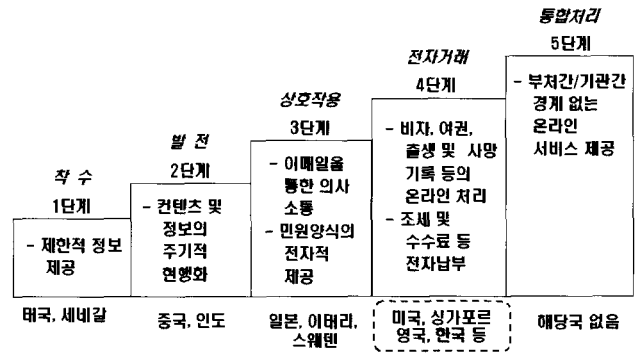 착 수
1단계
- 제한적 정보
제공
태국, 세네갈
발 전
2단계
- 컨텐츠 및
정보의
주기적
현행화
중국, 인도
상호작용
3단계
- 이메일을
통한 의사
소통
- 민원양식의
전자적
제공
일본, 이태리,
스웨덴
전자거래
4단계
- 비자, 여권,
출생 및 사망
기록 등의
온라인 처리
- 조세 및
수수료 등
전자납부
미국, 싱가포르
영국, 한국 등
통합처리
5단계
- 부처간/기관간
경계 없는
온라인
서비스 제공
해당국 없음